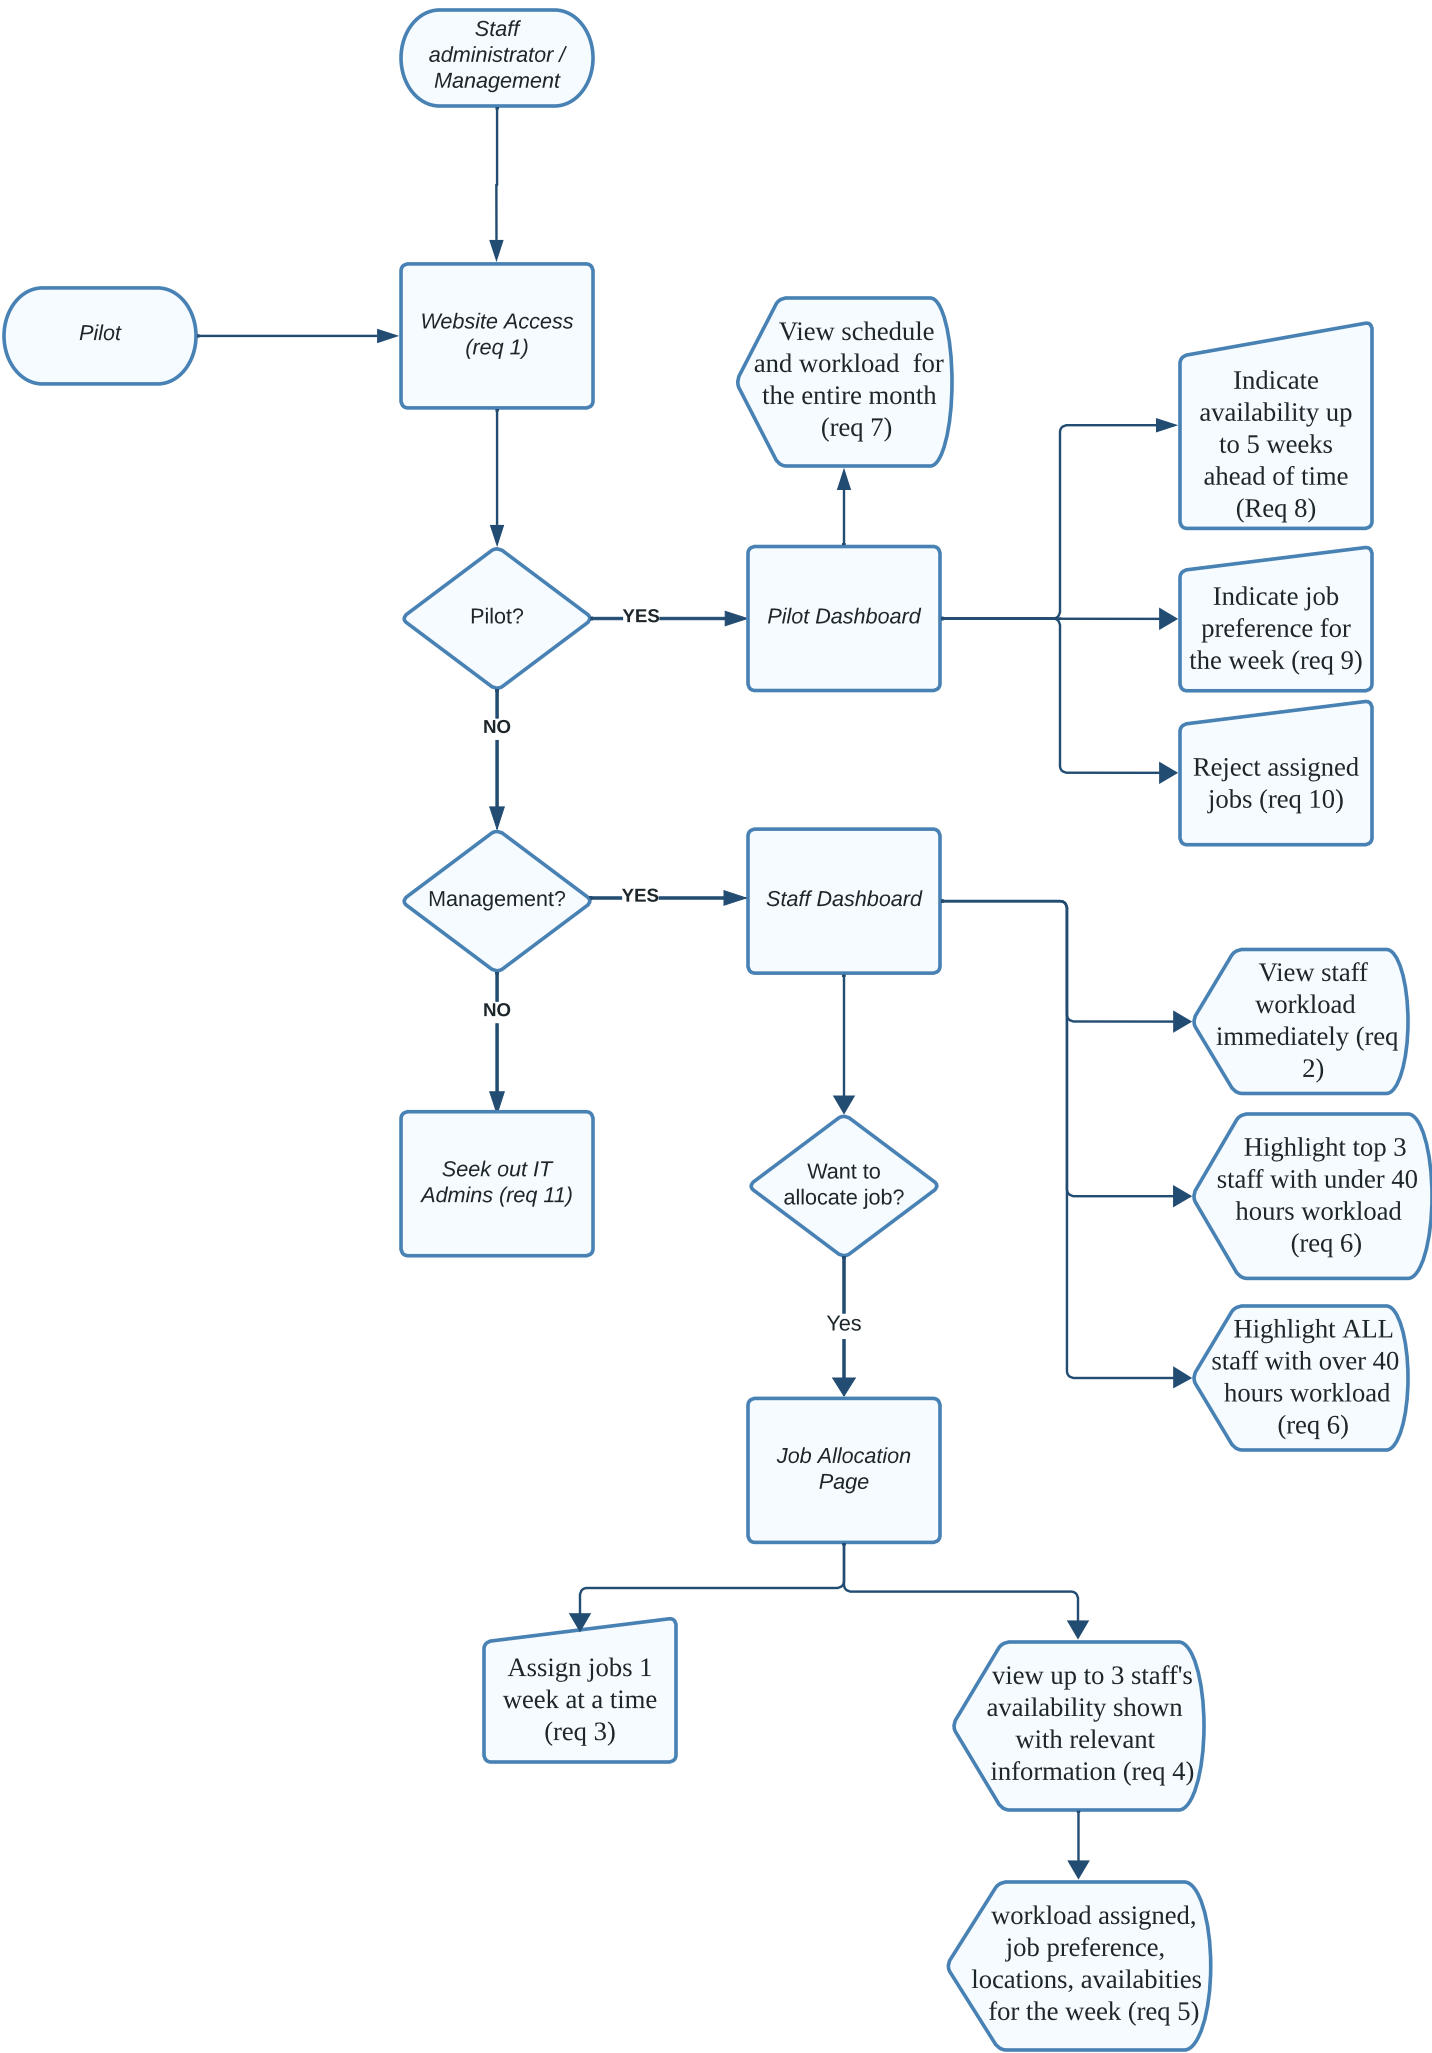 Staff
administrator /
Management
Pilot
Website Access
(req 1)
View schedule
and workload for
the entire month
(req 7)
Indicate
availability up
to 5 weeks
ahead of time
(Req 8)
Pilot?
YES
Pilot Dashboard
Indicate job
preference for
the week (req 9)
NO
Reject assigned
jobs (req 10)
Management?
YES
Staff Dashboard
NO
View staff
workload
immediately (req
2)
Seek out IT
Admins (req 11)
Want to
allocate job?
Highlight top 3
staff with under 40
hours workload
(req 6)
Yes
Highlight ALL
staff with over 40
hours workload
(req 6)
Job Allocation
Page
Assign jobs 1
week at a time
(req 3)
view up to 3 staff's
availability shown
with relevant
information (req 4)
workload assigned,
job preference,
locations, availabities
for the week (req 5)